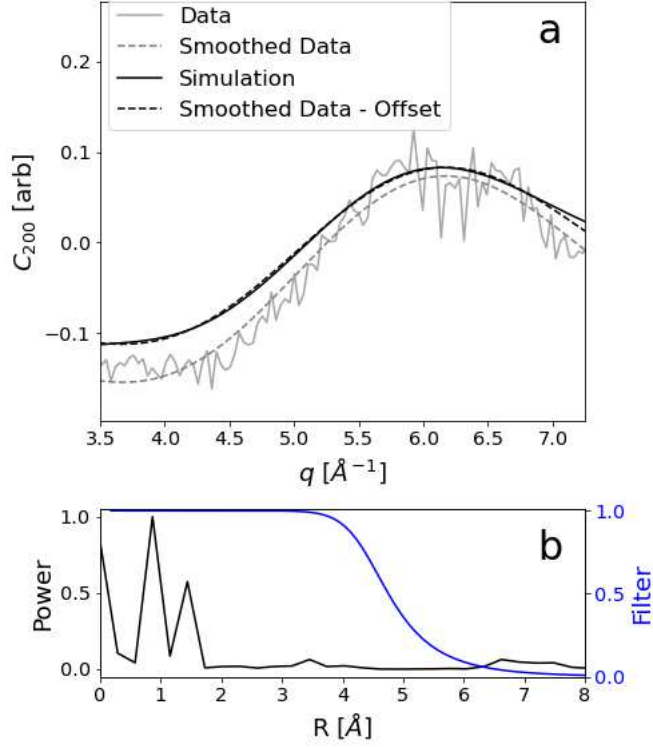 Data
Smoothed Data
Simulation
Smoothed Data - Offset
a
0.2
0.1
0.0
−0.1
C200 [arb]
3.5 4.0 4.5 5.0 5.5 6.0 6.5 7.0
q [Å−1]
b
1.0
0.5
0.0
Power
1.0
0.5
0.0
Filter
0 1 2 3 4 5 6 7 8
R [Å]